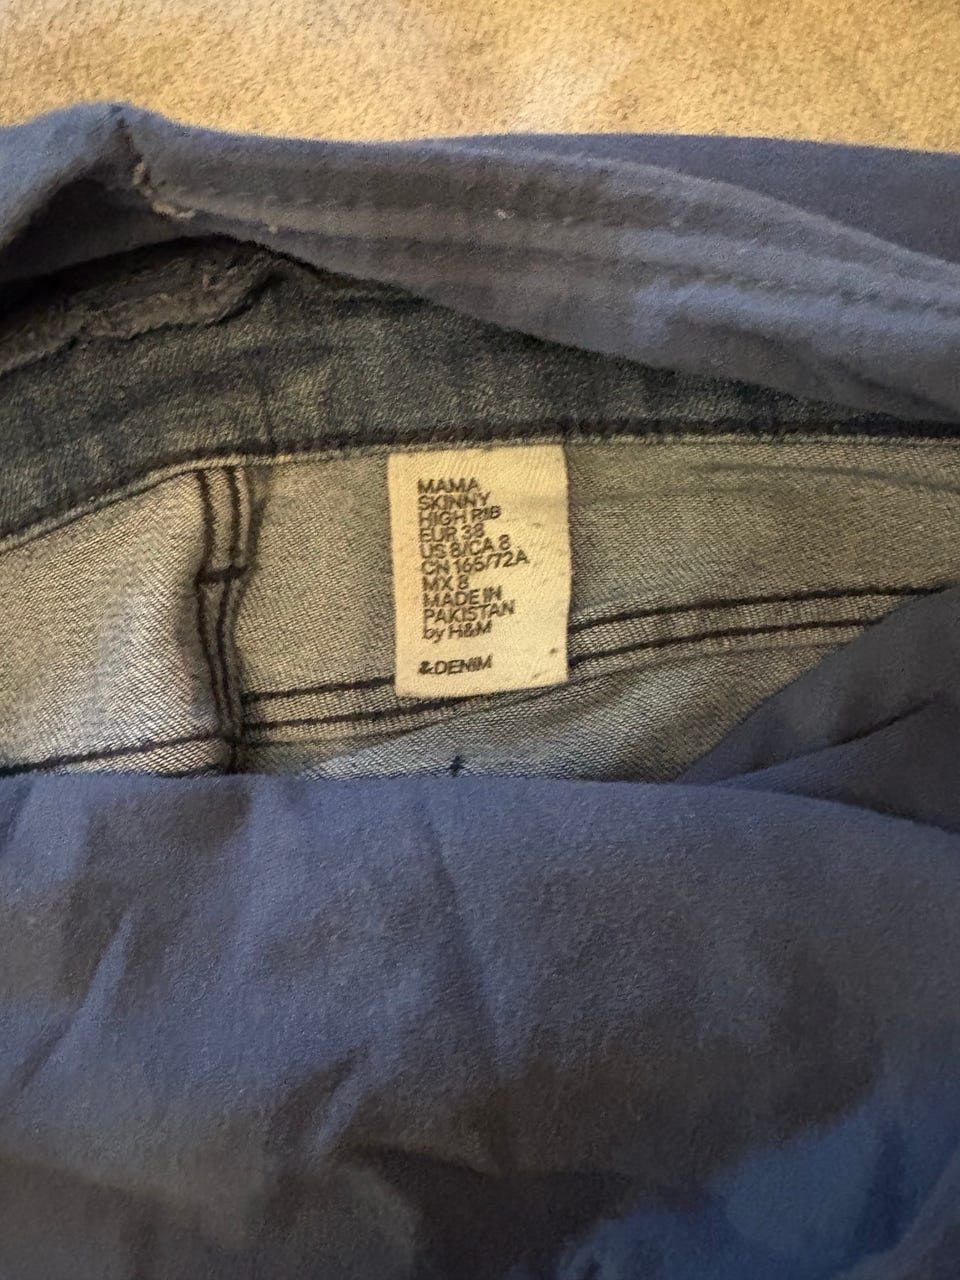 MAMA
SKINNY
HIGH RIB
EUR 38
US 8/CA 8
CN 165/72A
MX 8
MADE IN
PAKISTAN
by H&M
&DENIM